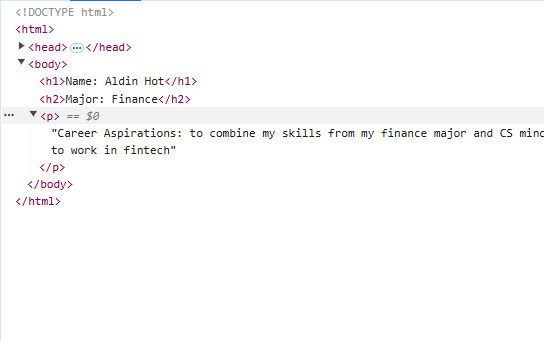 <!DOCTYPE html>
<html>
<head> ... </head>
<body>
<h1>Name: Aldin Hot</h1>
<h2>Major: Finance</h2>
... <p> == $0
"Career Aspirations: to combine my skills from my finance major and CS
to work in fintech"
</p>
</body>
</html>